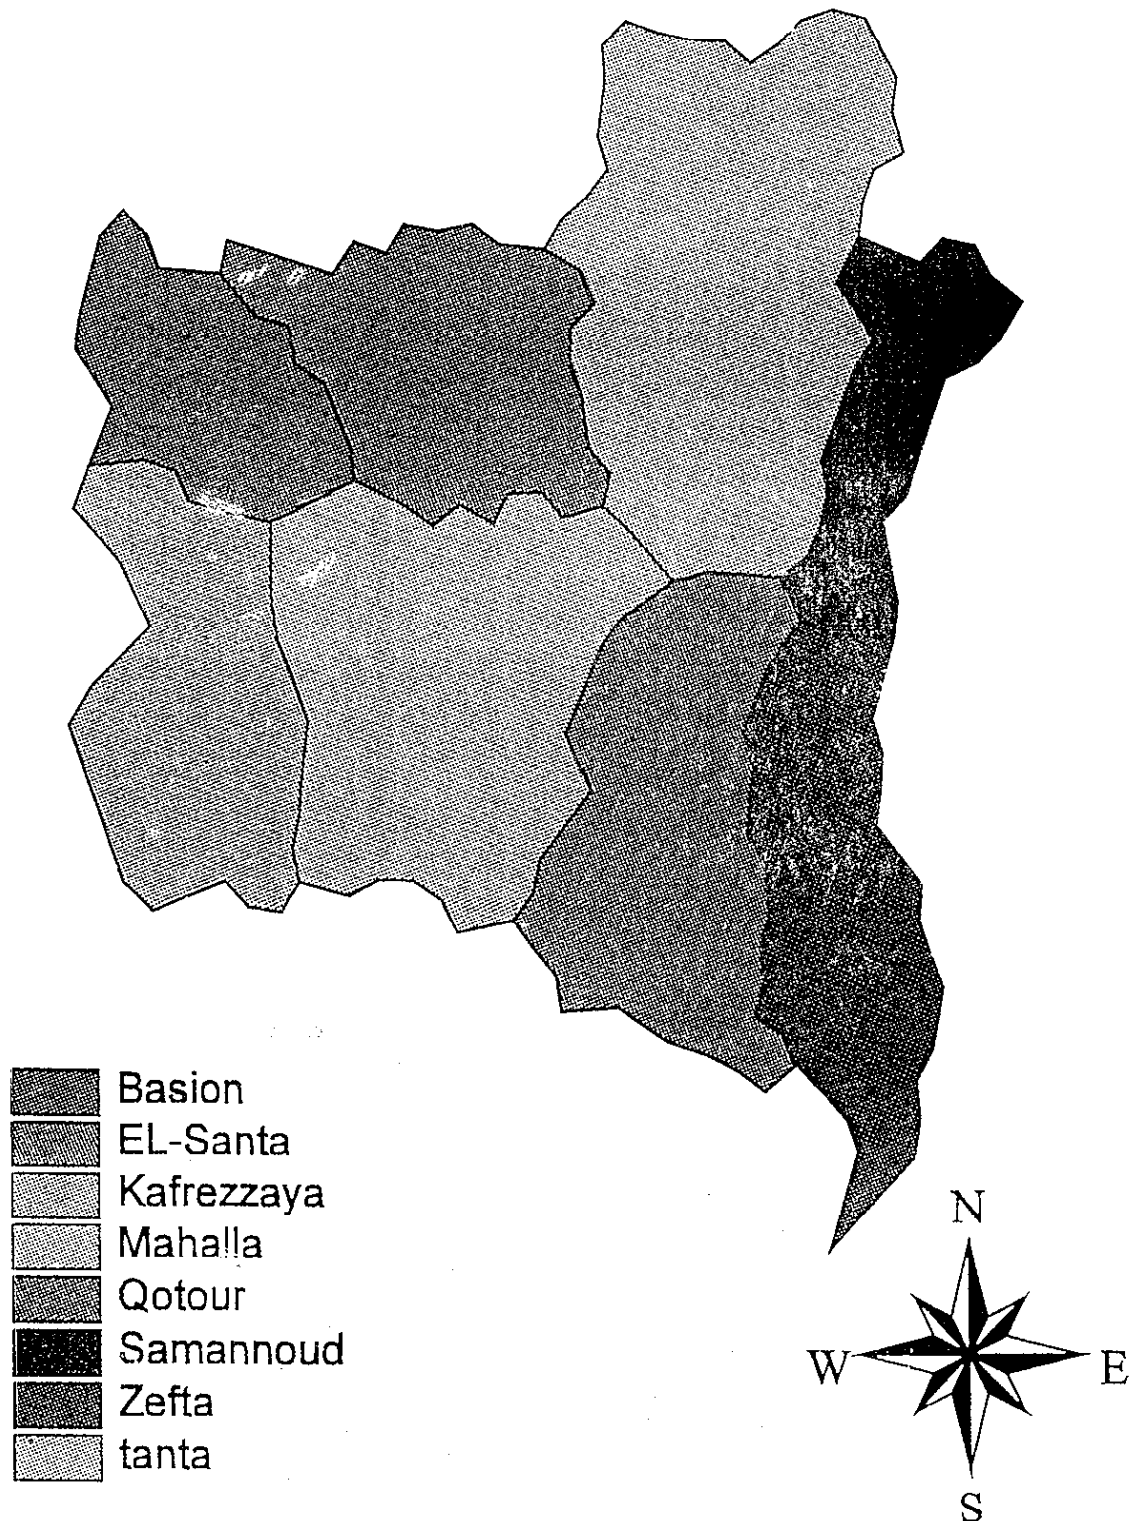 Basion
EL-Santa
Kafrezzaya
Mahalla
Qotour
Samannoud
Zefta
tanta
N
W E
S